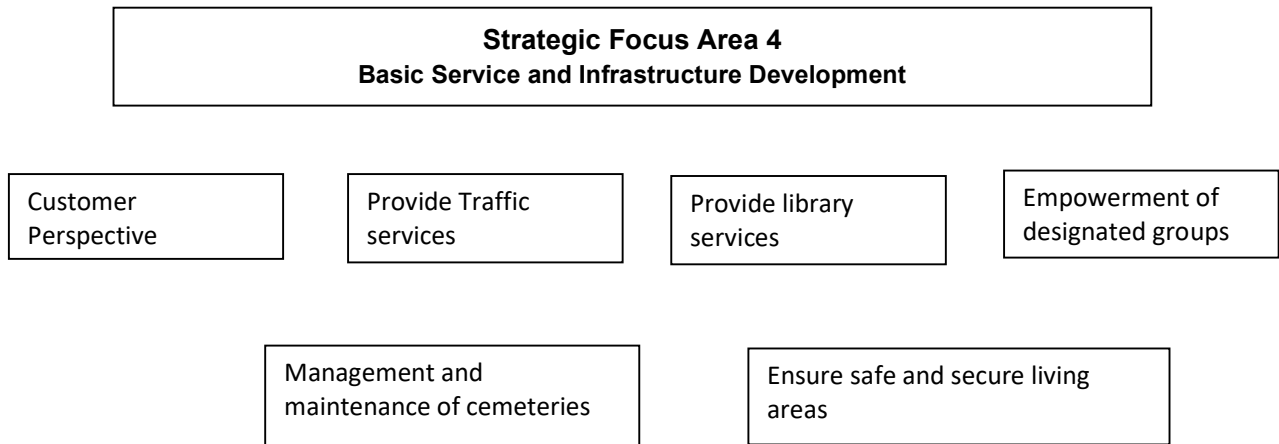 Strategic Focus Area 4
Basic Service and Infrastructure Development
Customer
Perspective
Provide Traffic
services
Provide library
services
Empowerment of
designated groups
Management and
maintenance of cemeteries
Ensure safe and secure living
areas